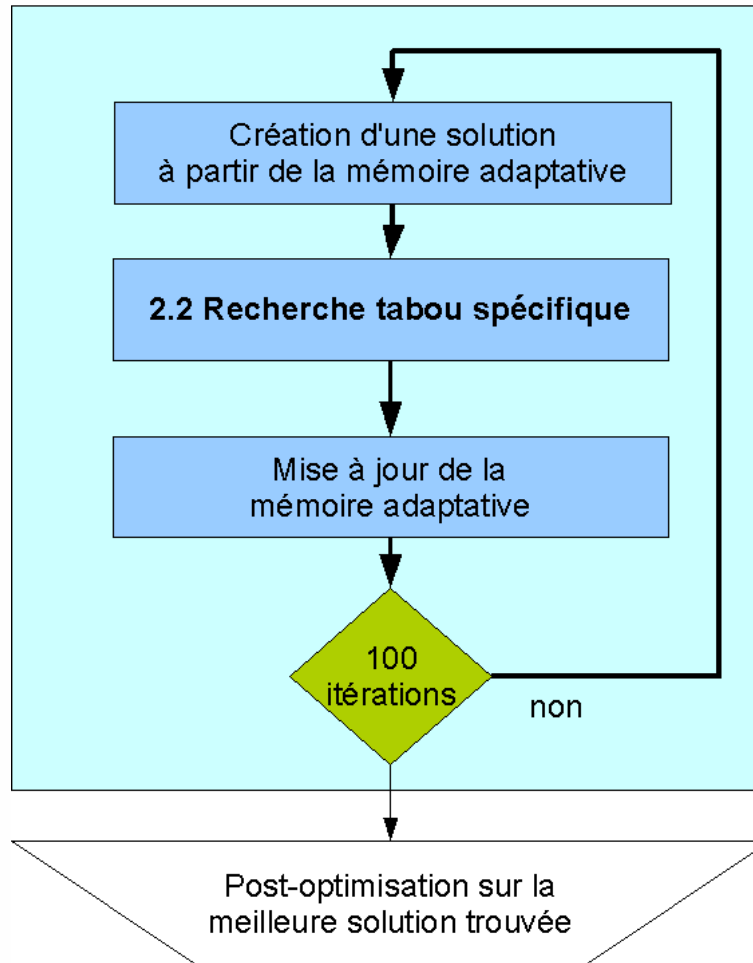 Création d'une solution
à partir de la mémoire adaptative
2.2 Recherche tabou spécifique
Mise à jour de la
mémoire adaptative
100
itérations
non
Post-optimisation sur la
meilleure solution trouvée